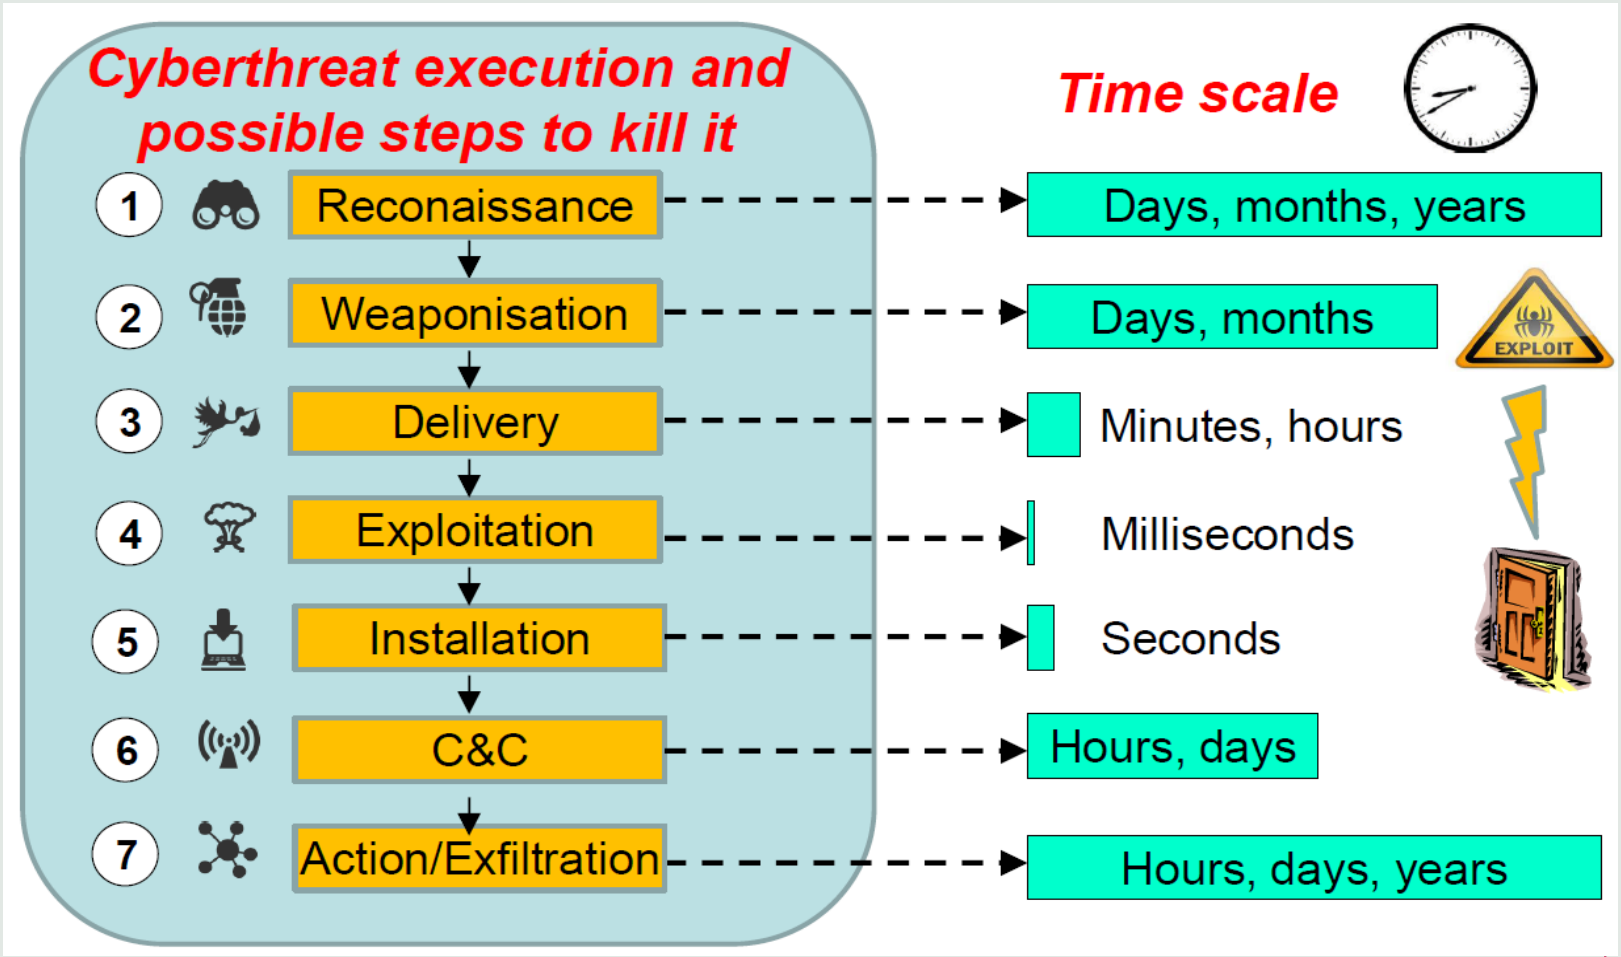 Cyberthreat execution and
possible steps to kill it
Time scale
1
Reconaissance
Days, months, years
2
Weaponisation
Days, months
EXPLOIT
3
Delivery
Minutes, hours
4
Exploitation
Milliseconds
5
Installation
Seconds
6
C&C
Hours, days
7
Action/Exfiltration
Hours, days, years